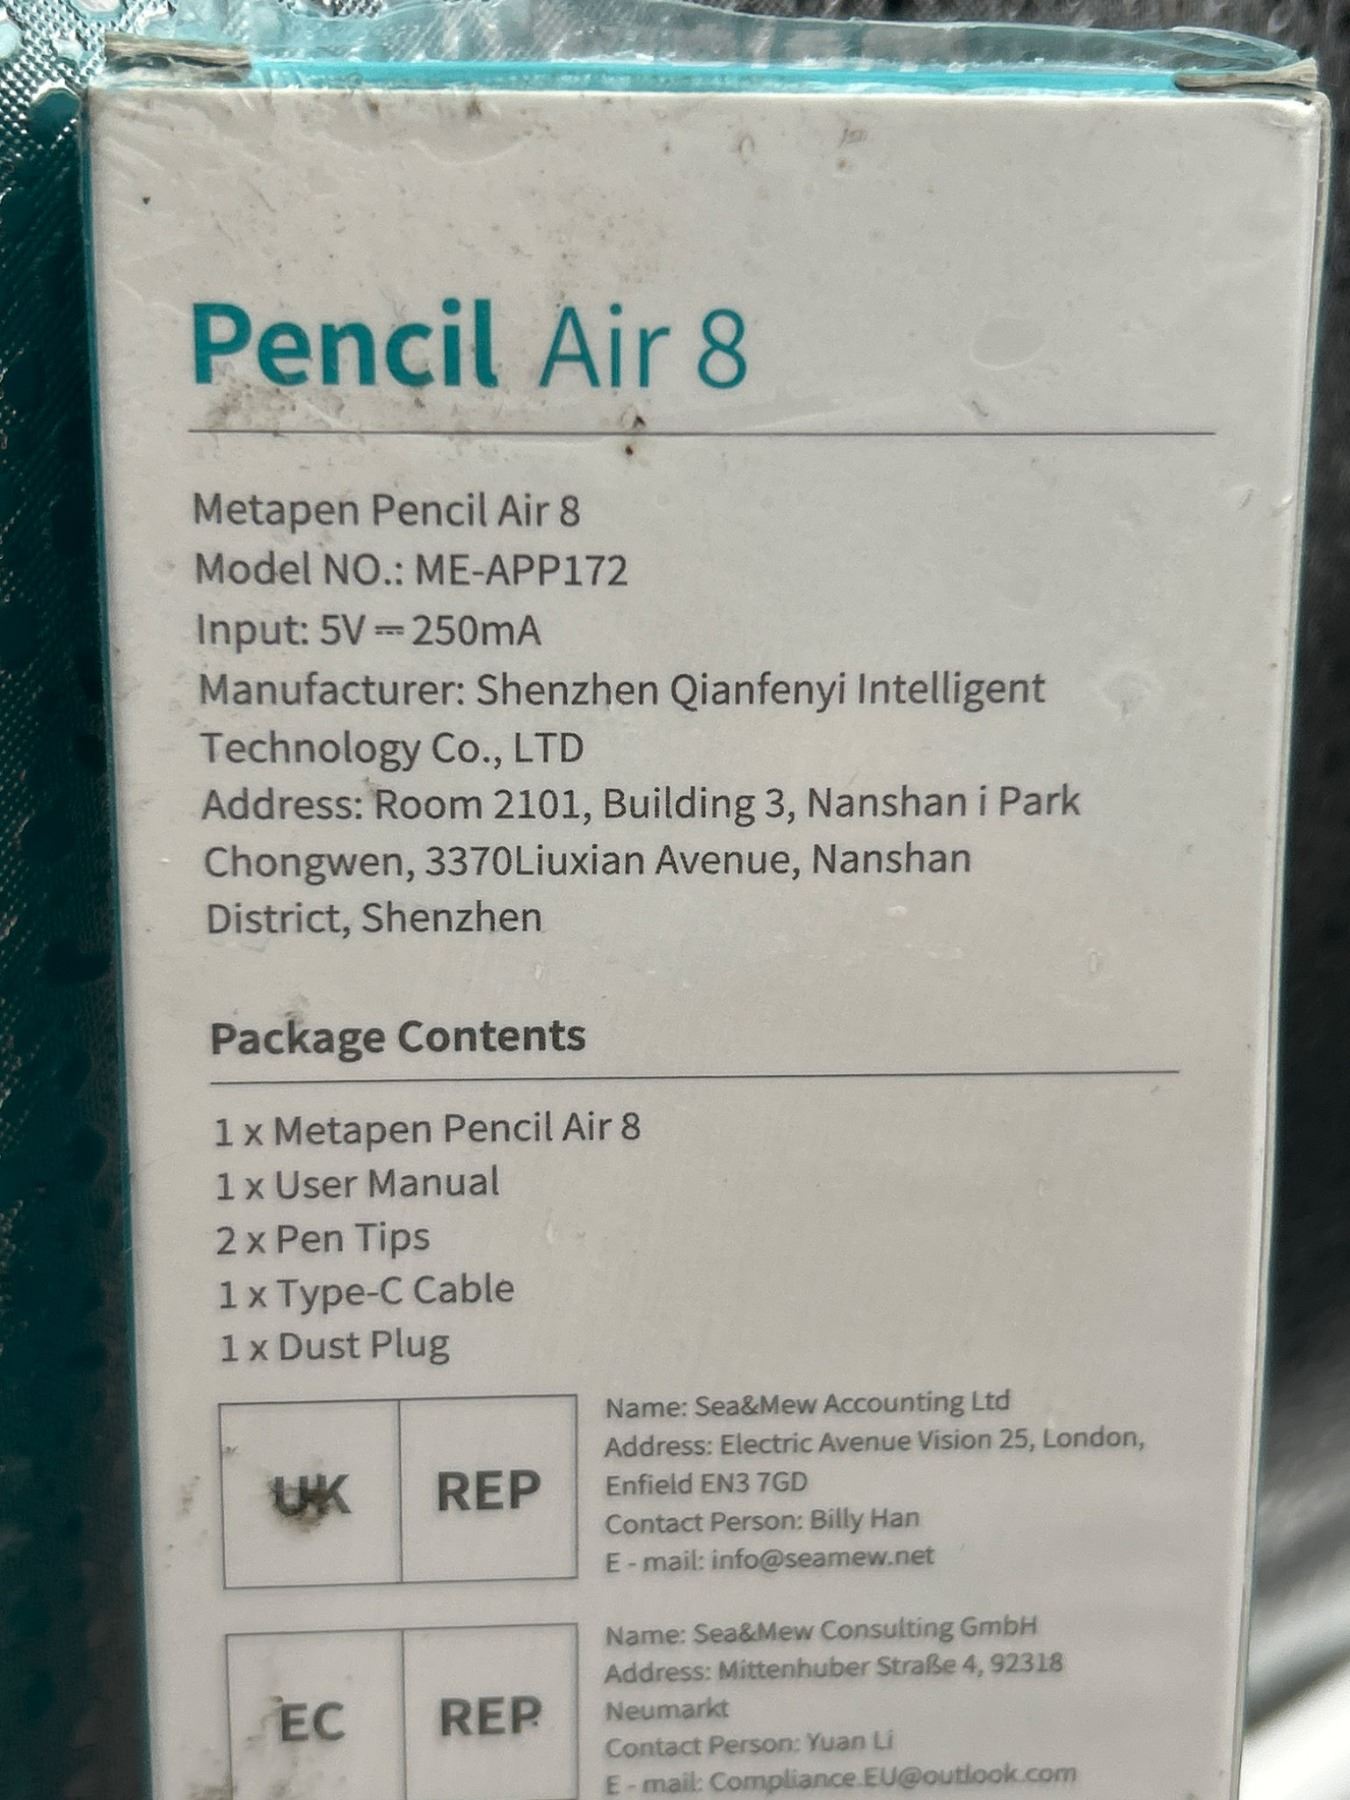 Pencil Air 8
Metapen Pencil Air 8
Model NO.: ME-APP172
Input: 5V⎓250mA
Manufacturer: Shenzhen Qianfenyi Intelligent
Technology Co., LTD
Address: Room 2101, Building 3, Nanshan i Park
Chongwen, 3370Liuxian Avenue, Nanshan
District, Shenzhen
Package Contents
1 x Metapen Pencil Air 8
1 x User Manual
2 x Pen Tips
1 x Type-C Cable
1 x Dust Plug
UK REP
Name: Sea&Mew Accounting Ltd
Address: Electric Avenue Vision 25, London,
Enfield EN3 7GD
Contact Person: Billy Han
E - mail: info@seamew.net
EC REP
Name: Sea&Mew Consulting GmbH
Address: Mittenhuber Straße 4, 92318
Neumarkt
Contact Person: Yuan Li
E - mail: Compliance.EU@outlook.com